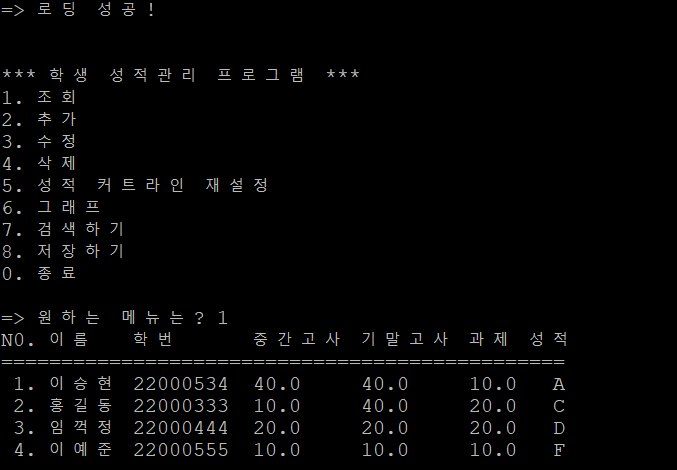 => 로딩 성공!
*** 학생 성적관리 프로그램 ***
1. 조회
2. 추가
3. 수정
4. 삭제
5. 성적 커트라인 재설정
6. 그래프
7. 검색하기
8. 저장하기
0. 종료
=> 원하는 메뉴는? 1
NO. 이름 학번 중간고사 기말고사 과제 성적
===============================================
1. 이승현 22000534 40.0 40.0 10.0 A
2. 홍길동 22000333 10.0 40.0 20.0 C
3. 임꺽정 22000444 20.0 20.0 20.0 D
4. 이예준 22000555 10.0 10.0 10.0 F